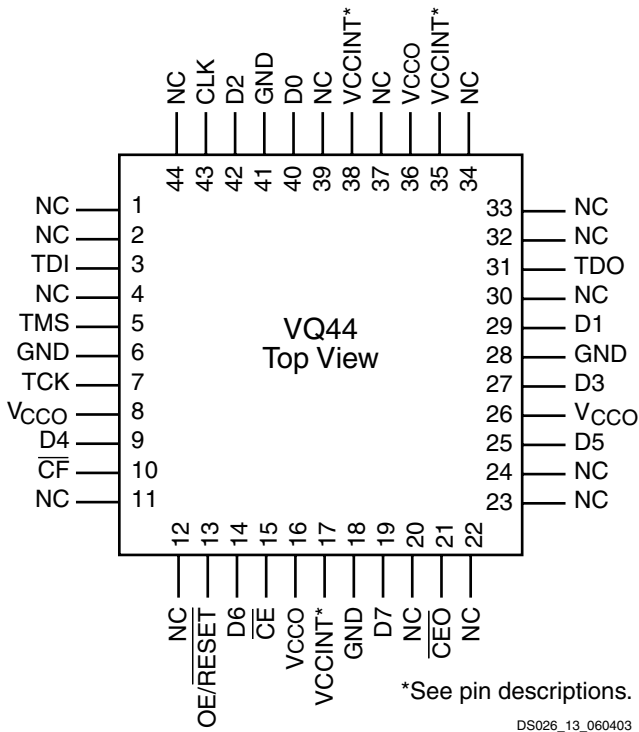 NC CLK D2 GND D0 NC VCCINT* NC VCCO VCCINT* NC
44 43 42 41 40 39 38 37 36 35 34
NC 1 33 NC
NC 2 32 NC
TDI 3 31 TDO
NC 4 30 NC
TMS 5 29 D1
GND 6 28 GND
TCK 7 27 D3
VCCO 8 26 VCCO
D4 9 25 D5
CF 10 24 NC
NC 11 23 NC
VQ44
Top View
12 13 14 15 16 17 18 19 20 21 22
NC OE/RESET D6 CE VCCO VCCINT* GND D7 NC CEO NC
*See pin descriptions.
DS026_13_060403